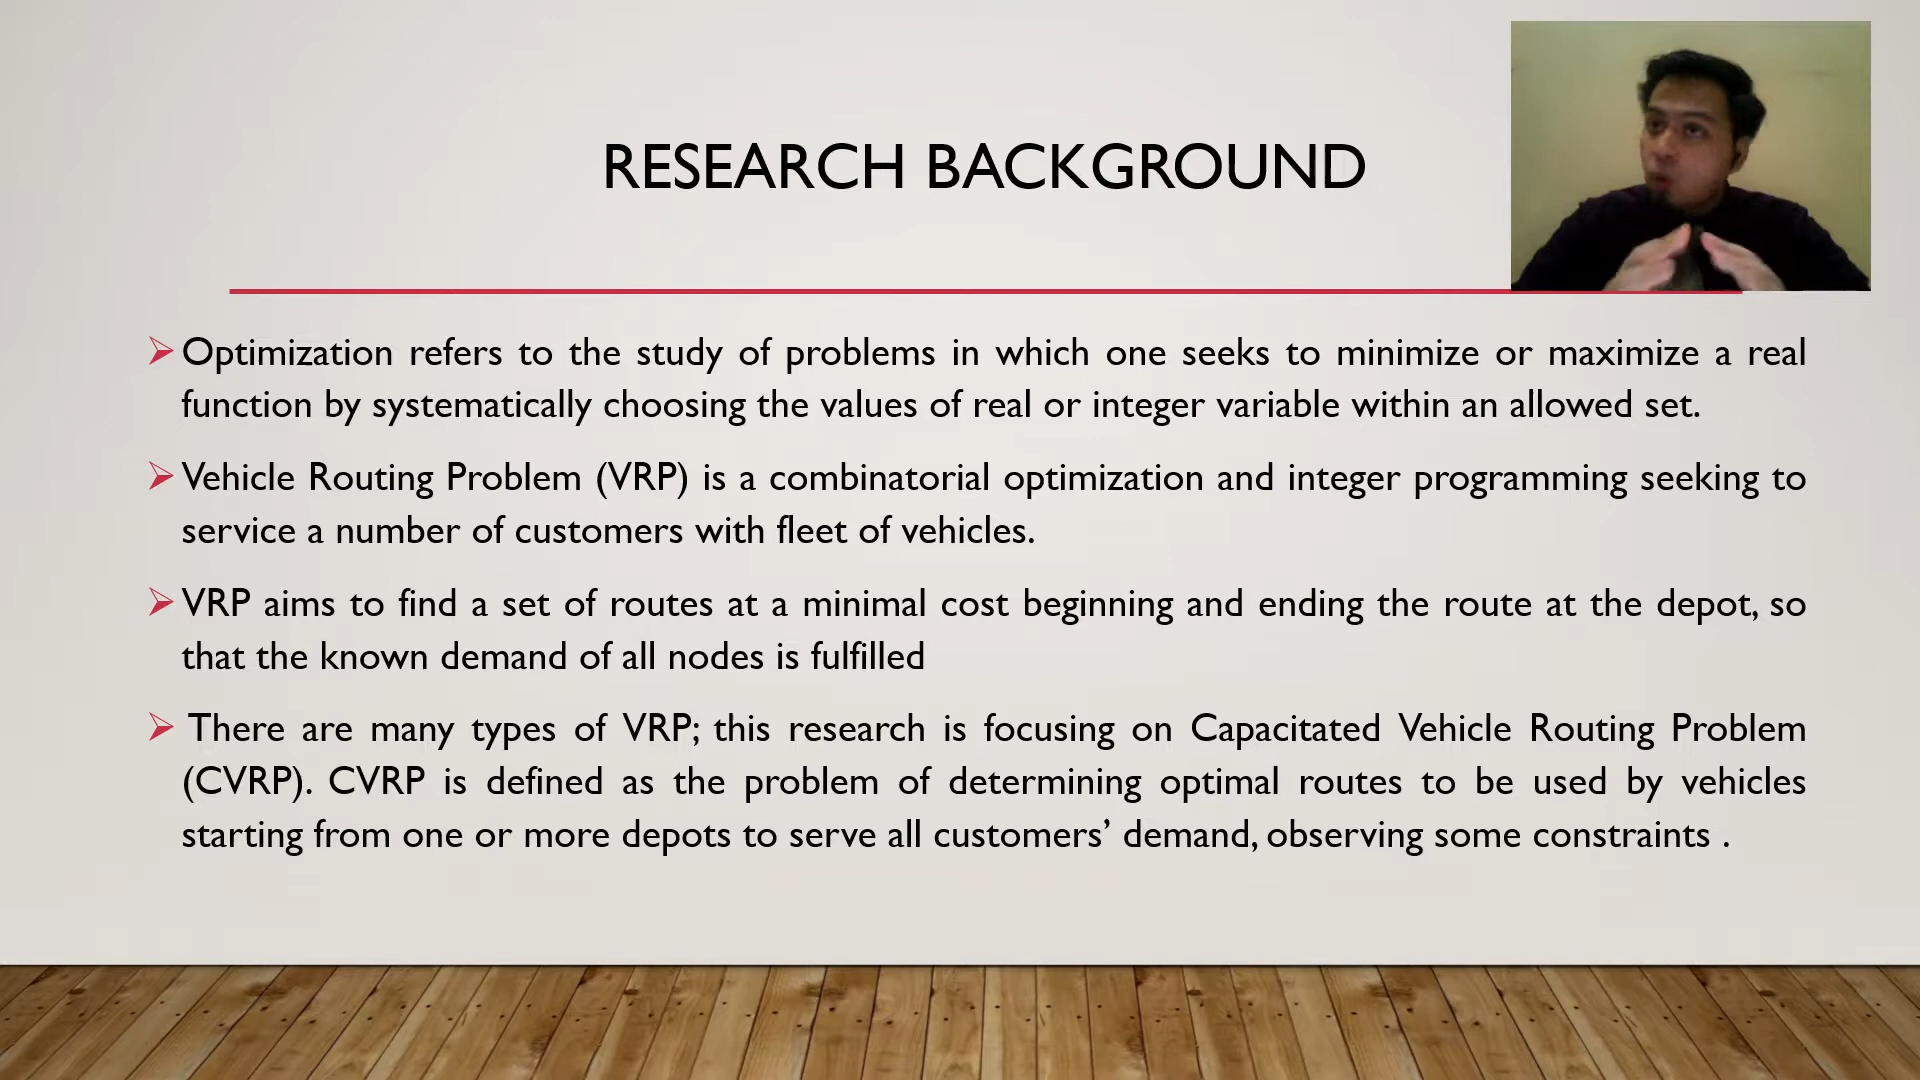 RESEARCH BACKGROUND
Optimization refers to the study of problems in which one seeks to minimize or maximize a real
function by systematically choosing the values of real or integer variable within an allowed set.
Vehicle Routing Problem (VRP) is a combinatorial optimization and integer programming seeking to
service a number of customers with fleet of vehicles.
VRP aims to find a set of routes at a minimal cost beginning and ending the route at the depot, so
that the known demand of all nodes is fulfilled
There are many types of VRP; this research is focusing on Capacitated Vehicle Routing Problem
(CVRP). CVRP is defined as the problem of determining optimal routes to be used by vehicles
starting from one or more depots to serve all customers’ demand, observing some constraints .